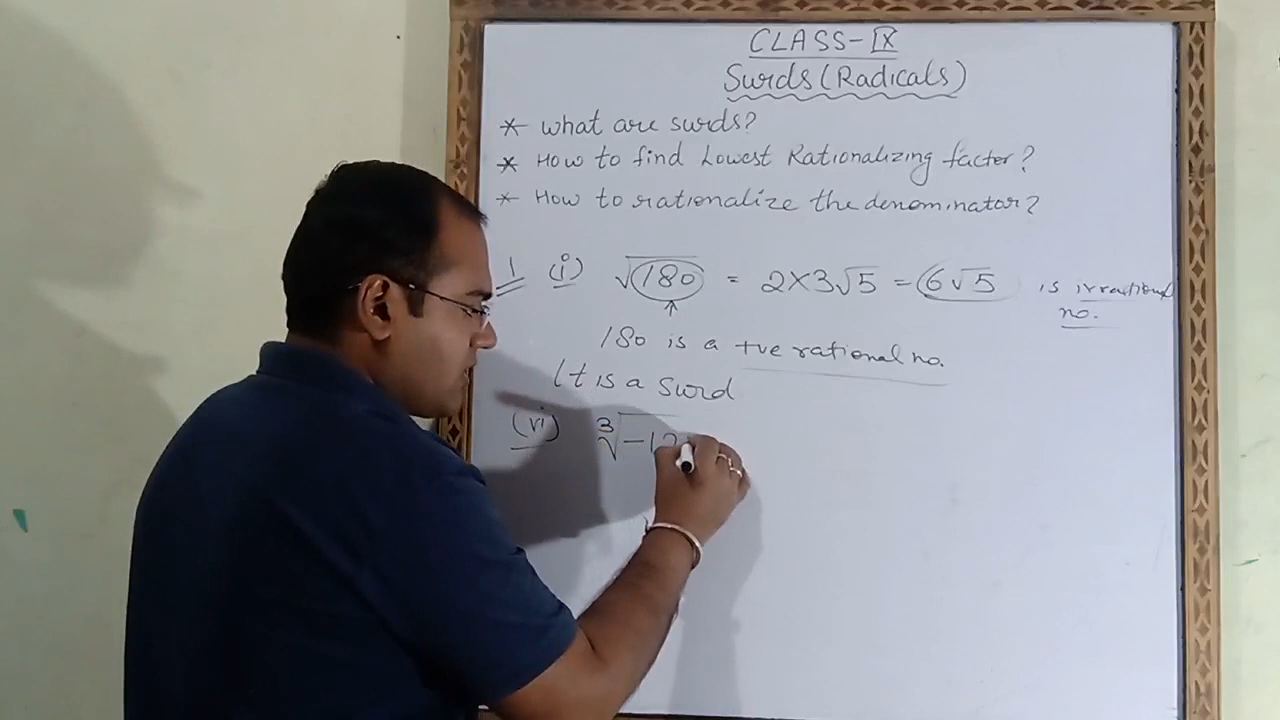 CLASS-IX
Surds (Radicals)
* What are surds?
* How to find Lowest Rationalizing factor?
* How to rationalize the denominator?
1 (i) √180 = 2×3√5 = 6√5 is irrational
no.
↑
180 is a +ve rational no.
It is a Surd
(vi) ∛-12